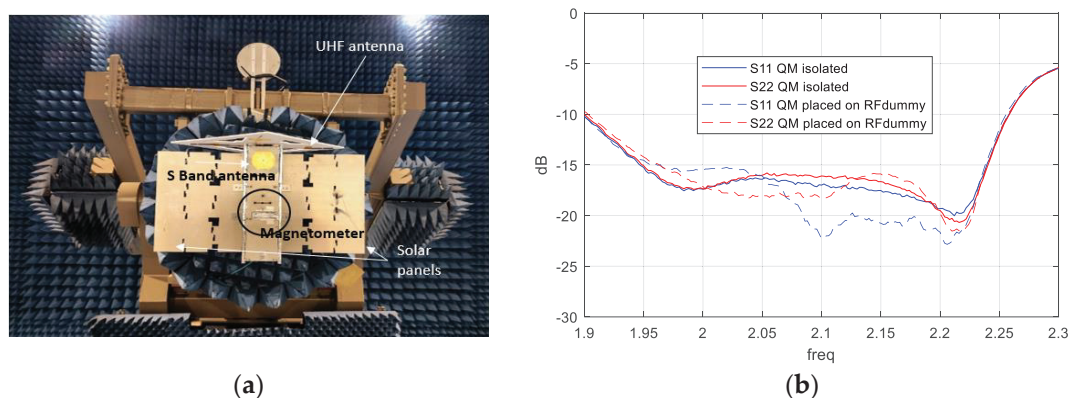 UHF antenna
S Band antenna
Magnetometer
Solar
panels
(a)
0
-5
-10
-15
-20
-25
-30
dB
S11 QM isolated
S22 QM isolated
S11 QM placed on RFdummy
S22 QM placed on RFdummy
1.9
1.95
2
2.05
2.1
2.15
2.2
2.25
2.3
freq
(b)